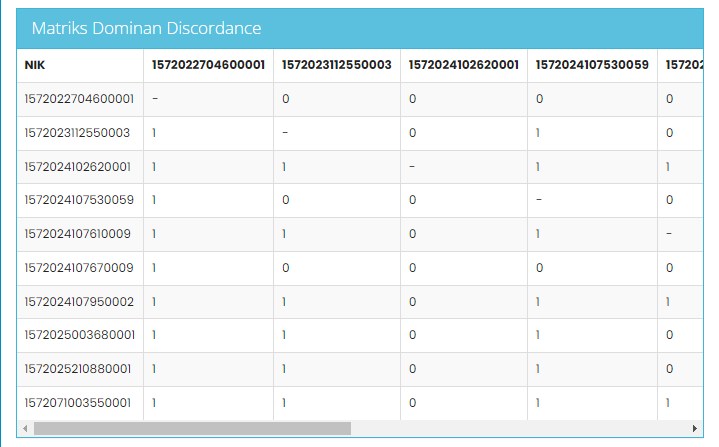 Matriks Dominan Discordance
NIK 1572022704600001 1572023112550003 1572024102620001 1572024107530059 157202
1572022704600001 - 0 0 0 0
1572023112550003 1 - 0 1 0
1572024102620001 1 1 - 1 1
1572024107530059 1 0 0 - 0
1572024107610009 1 1 0 1 -
1572024107670009 1 0 0 0 0
1572024107950002 1 1 0 1 1
1572025003680001 1 1 0 1 0
1572025210880001 1 1 0 1 0
1572071003550001 1 1 0 1 1